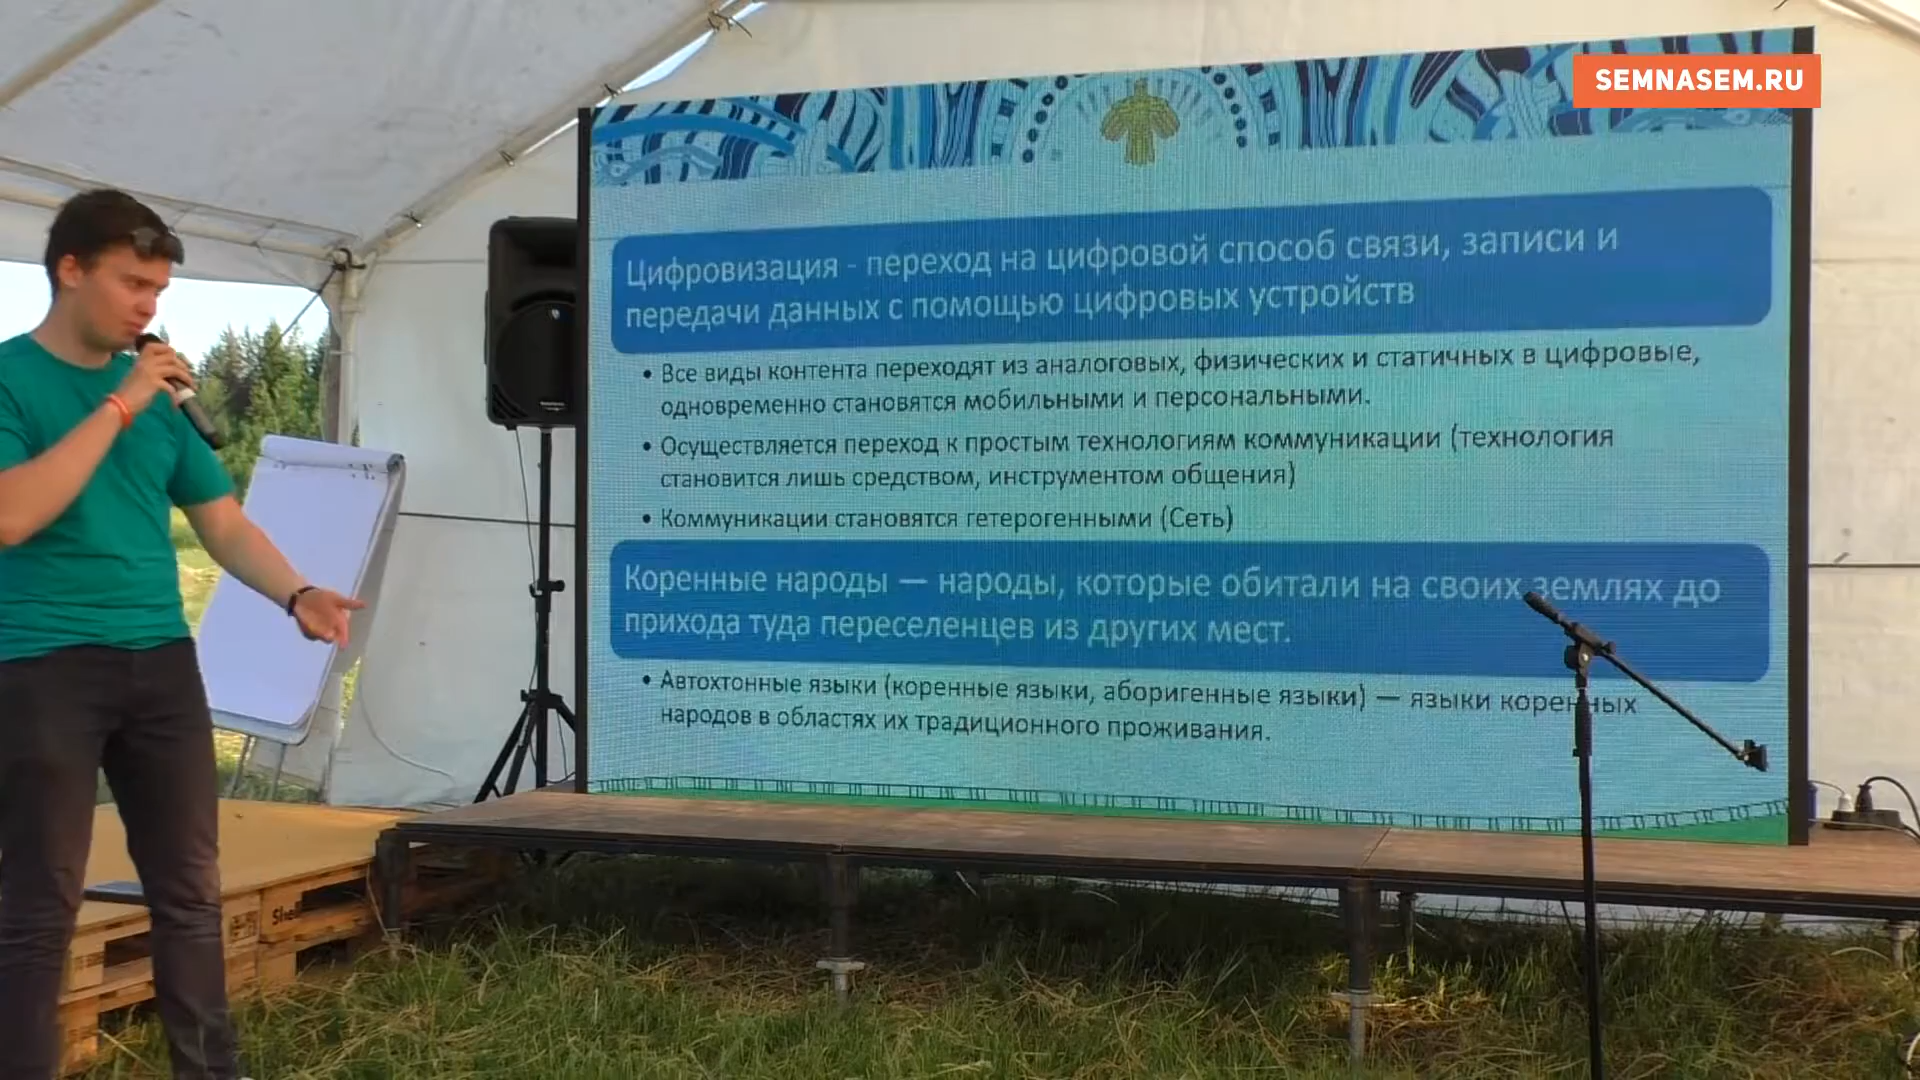 SEMNASEM.RU
Цифровизация - переход на цифровой способ связи, записи и
передачи данных с помощью цифровых устройств
• Все виды контента переходят из аналоговых, физических и статичных в цифровые,
одновременно становятся мобильными и персональными.
• Осуществляется переход к простым технологиям коммуникации (технология
становится лишь средством, инструментом общения)
• Коммуникации становятся гетерогенными (Сеть)
Коренные народы — народы, которые обитали на своих землях до
прихода туда переселенцев из других мест.
• Автохтонные языки (коренные языки, аборигенные языки) — языки коренных
народов в областях их традиционного проживания.